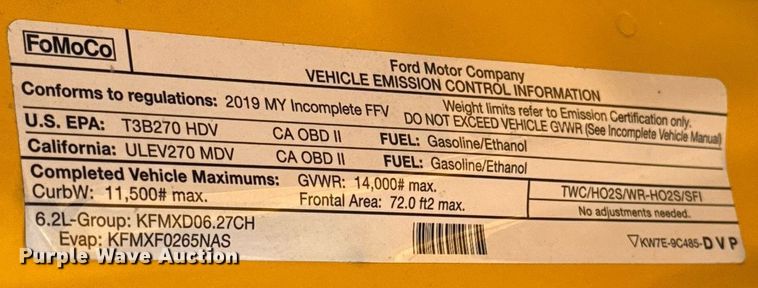 FoMoCo
Ford Motor Company
VEHICLE EMISSION CONTROL INFORMATION
Conforms to regulations: 2019 MY Incomplete FFV
Weight limits refer to Emission Certification only.
DO NOT EXCEED VEHICLE GVWR (See Incomplete Vehicle Manual)
U.S. EPA: T3B270 HDV CA OBD II FUEL: Gasoline/Ethanol
California: ULEV270 MDV CA OBD II FUEL: Gasoline/Ethanol
Completed Vehicle Maximums: GVWR: 14,000# max.
CurbW: 11,500# max. Frontal Area: 72.0 ft2 max.
TWC/HO2S/WR-HO2S/SFI
No adjustments needed.
6.2L-Group: KFMXD06.27CH
Evap: KFMXF0265NAS
▽KW7E-9C485-DVP
Purple Wave Auction